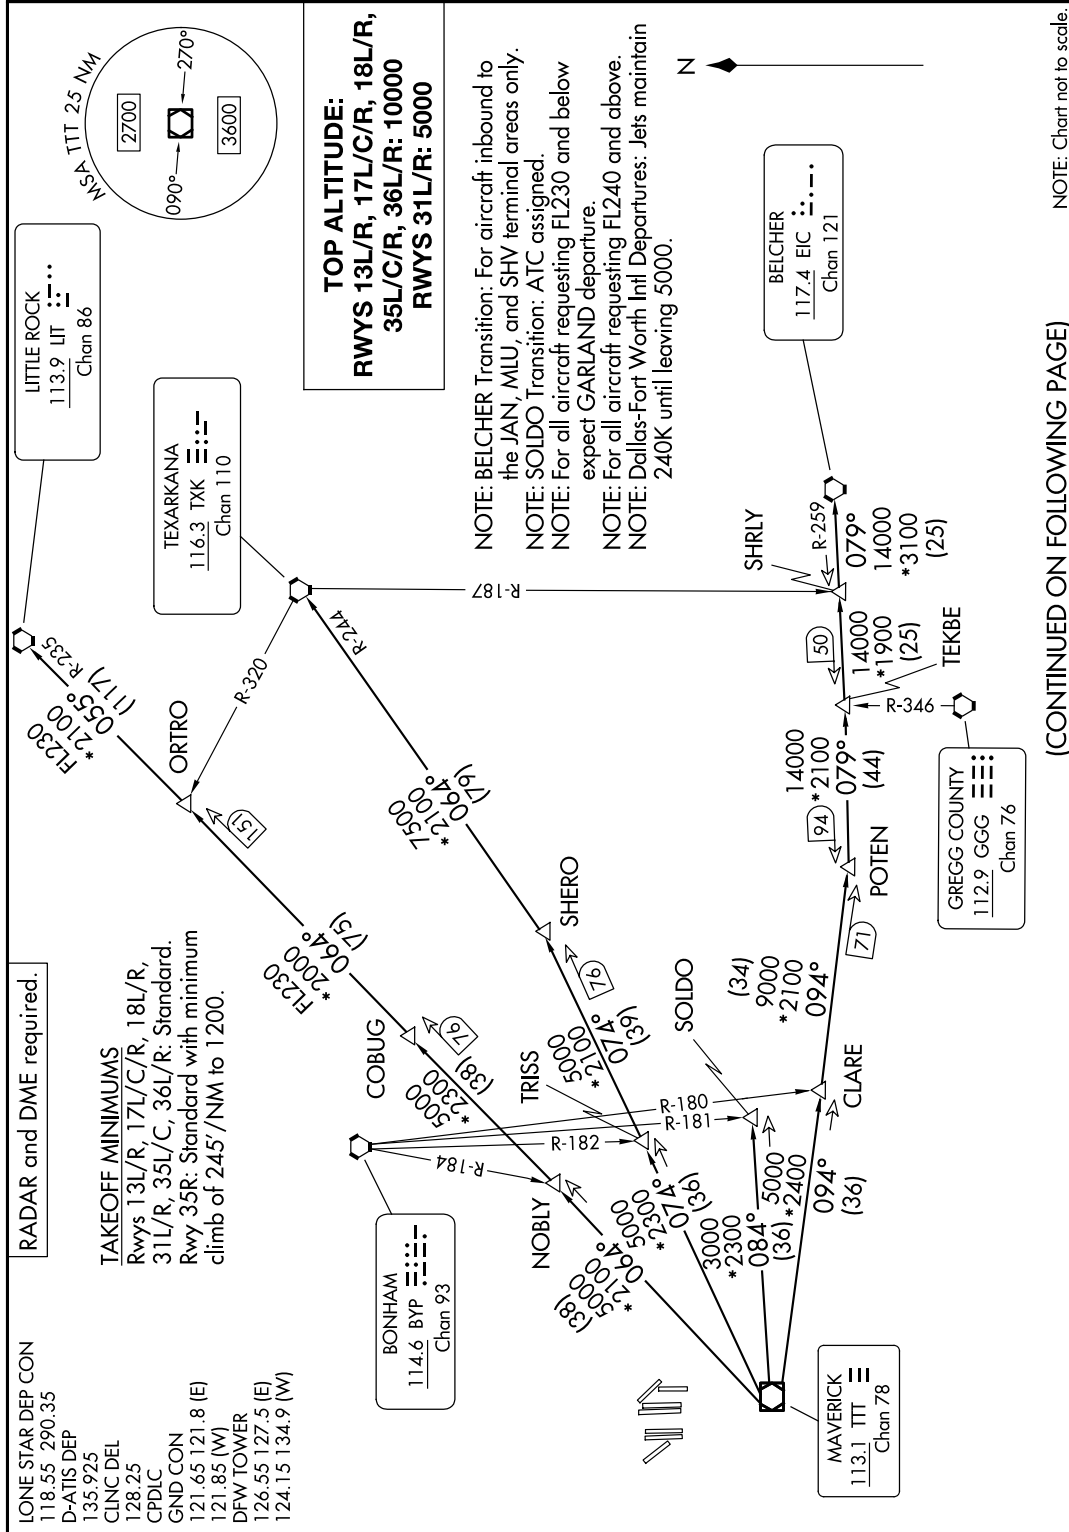 LONE STAR DEP CON
118.55 290.35
D-ATIS DEP
135.925
CLNC DEL
128.25
CPDLC
GND CON
121.65 121.8 (E)
121.85 (W)
DFW TOWER
126.55 127.5 (E)
124.15 134.9 (W)
RADAR and DME required.
TAKEOFF MINIMUMS
Rwys 13L/R, 17L/C/R, 18L/R,
31L/R, 35L/C, 36L/R: Standard.
Rwy 35R: Standard with minimum
climb of 245'/NM to 1200.
LITTLE ROCK
113.9 LIT
Chan 86
MSA TTT 25 NM
2700
090°
270°
3600
TEXARKANA
116.3 TXK
Chan 110
TOP ALTITUDE:
RWYS 13L/R, 17L/C/R, 18L/R,
35L/C/R, 36L/R: 10000
RWYS 31L/R: 5000
NOTE: BELCHER Transition: For aircraft inbound to
the JAN, MLU, and SHV terminal areas only.
NOTE: SOLDO Transition: ATC assigned.
NOTE: For all aircraft requesting FL230 and below
expect GARLAND departure.
NOTE: For all aircraft requesting FL240 and above.
NOTE: Dallas-Fort Worth Intl Departures: Jets maintain
240K until leaving 5000.
N
R-235
FL230
*2100
055°
(117)
ORTRO
R-320
151
FL230
*2000
064°
(75)
COBUG
76
5000
*2300
(38)
NOBLY
(38)
5000
*2100
064°
BONHAM
114.6 BYP
Chan 93
R-184
R-182
R-181
R-180
R-244
7500
*2100
064°
(79)
SHERO
76
5000
*2100
074°
(39)
TRISS
5000
*2300
074°
(36)
SOLDO
3000
*2300
084°
(36)
5000
*2400
094°
(36)
CLARE
(34)
9000
*2100
094°
71
POTEN
94
14000
*2100
079°
(44)
TEKBE
R-346
GREGG COUNTY
112.9 GGG
Chan 76
50
14000
*1900
(25)
SHRLY
R-187
R-259
079°
14000
*3100
(25)
BELCHER
117.4 EIC
Chan 121
MAVERICK
113.1 TTT
Chan 78
(CONTINUED ON FOLLOWING PAGE)
NOTE: Chart not to scale.